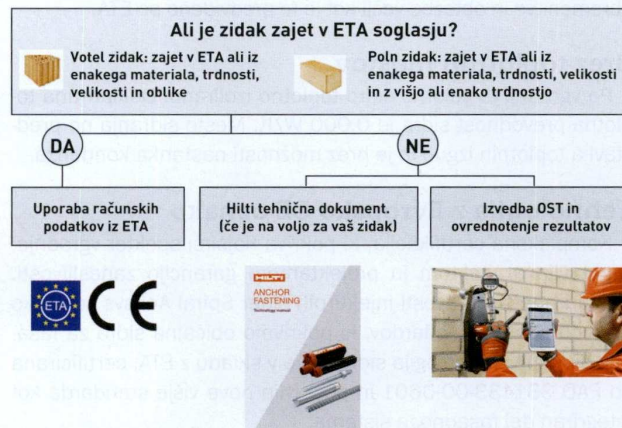 Ali je zidak zajet v ETA soglasju?
Votel zidak: zajet v ETA ali iz
enakega materiala, trdnosti,
velikosti in oblike
Poln zidak: zajet v ETA ali iz
enakega materiala, trdnosti, velikosti
in z višjo ali enako trdnostjo
DA
NE
Uporaba računskih
podatkov iz ETA
Hilti tehnična dokument.
(če je na voljo za vaš zidak)
Izvedba OST in
ovrednotenje rezultatov
ETA
CE
HILTI
ANCHOR
FASTENING
Technology manual